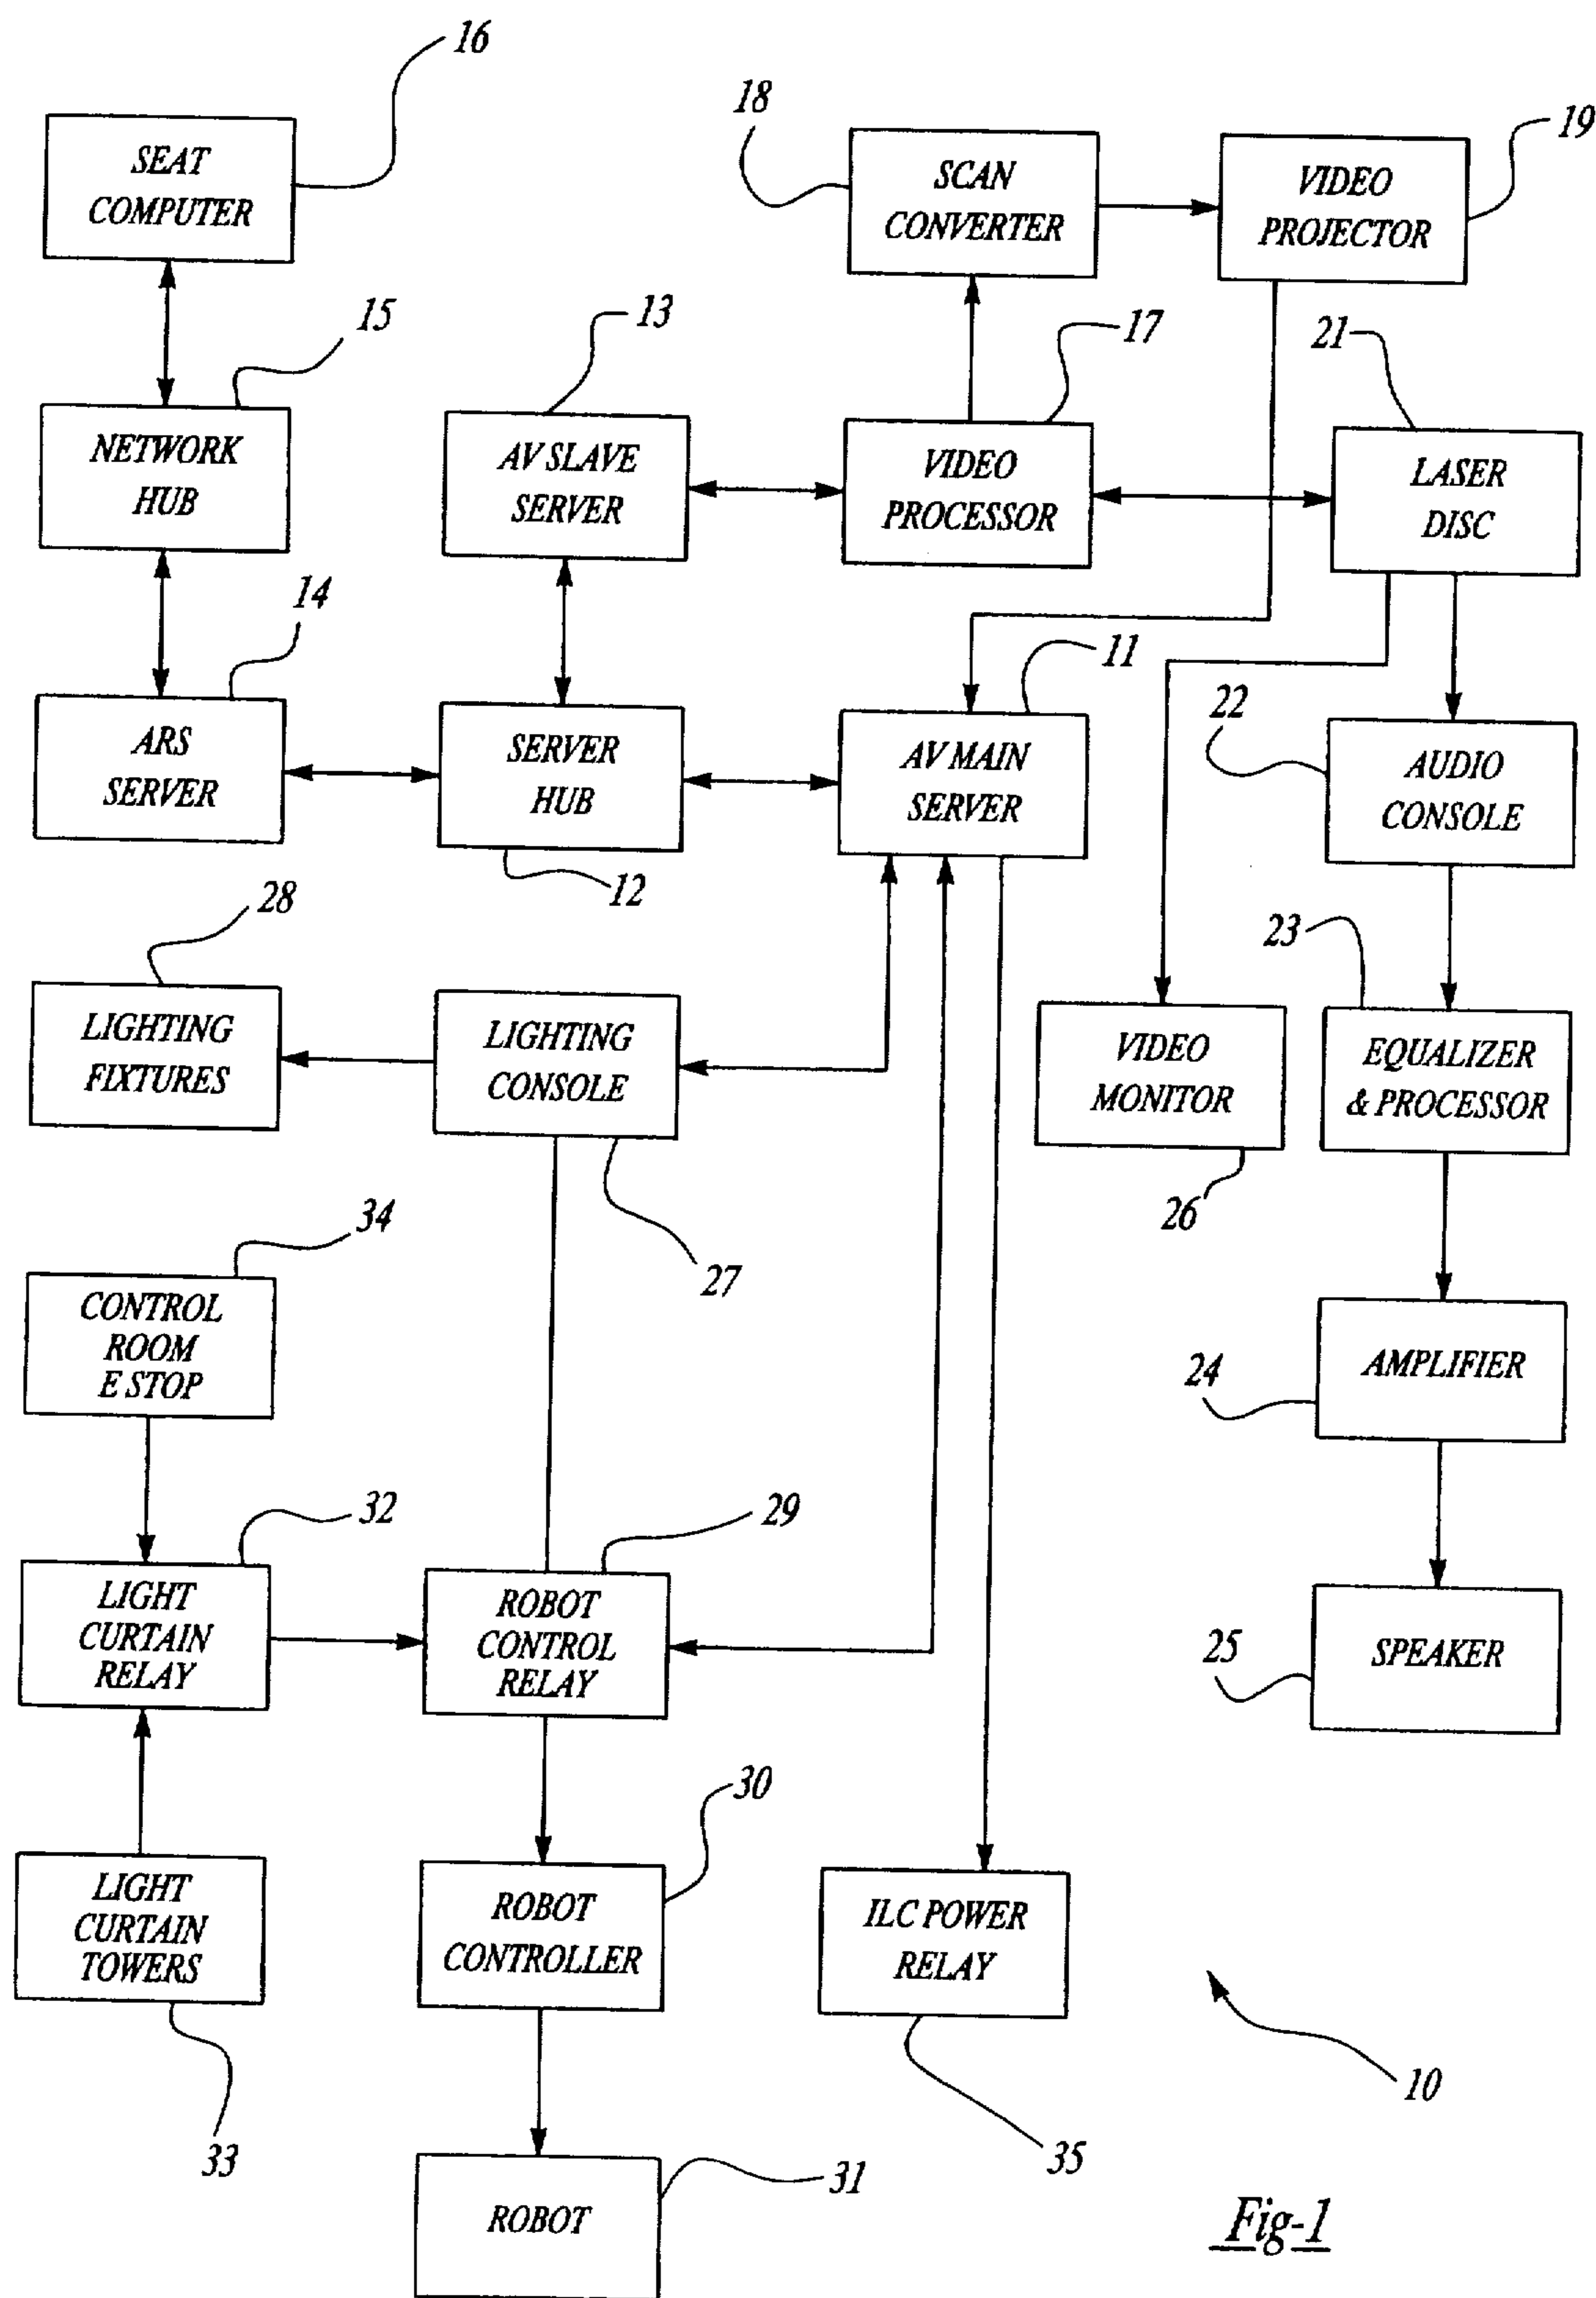 16
SEAT
COMPUTER
18
SCAN
CONVERTER
19
VIDEO
PROJECTOR
15
NETWORK
HUB
13
AV SLAVE
SERVER
17
VIDEO
PROCESSOR
21
LASER
DISC
14
ARS
SERVER
SERVER
HUB
12
11
AV MAIN
SERVER
22
AUDIO
CONSOLE
28
LIGHTING
FIXTURES
LIGHTING
CONSOLE
27
VIDEO
MONITOR
26
23
EQUALIZER
& PROCESSOR
34
CONTROL
ROOM
E STOP
24
AMPLIFIER
32
LIGHT
CURTAIN
RELAY
29
ROBOT
CONTROL
RELAY
25
SPEAKER
LIGHT
CURTAIN
TOWERS
33
30
ROBOT
CONTROLLER
ILC POWER
RELAY
35
10
31
ROBOT
Fig-1